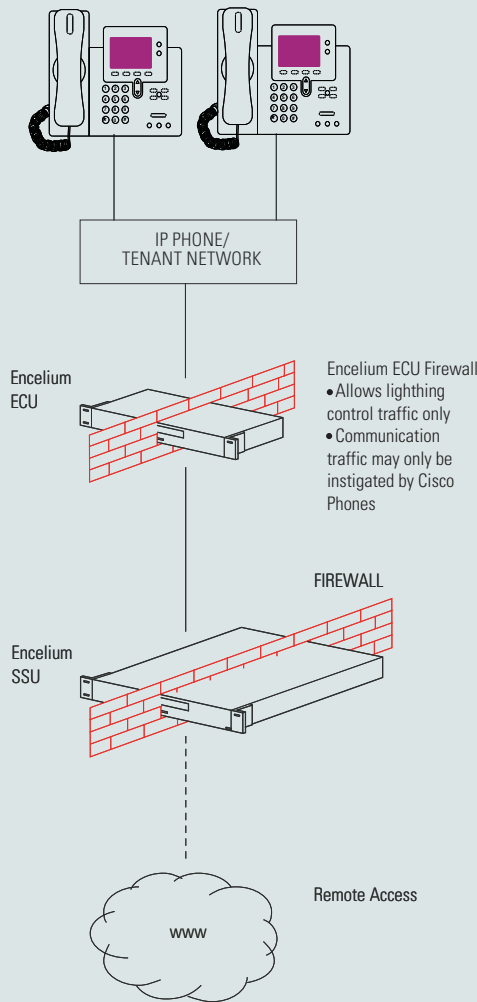 IP PHONE/
TENANT NETWORK
Encelium
ECU
Encelium ECU Firewall
•Allows lighthing
control traffic only
•Communication
traffic may only be
instigated by Cisco
Phones
FIREWALL
Encelium
SSU
Remote Access
www